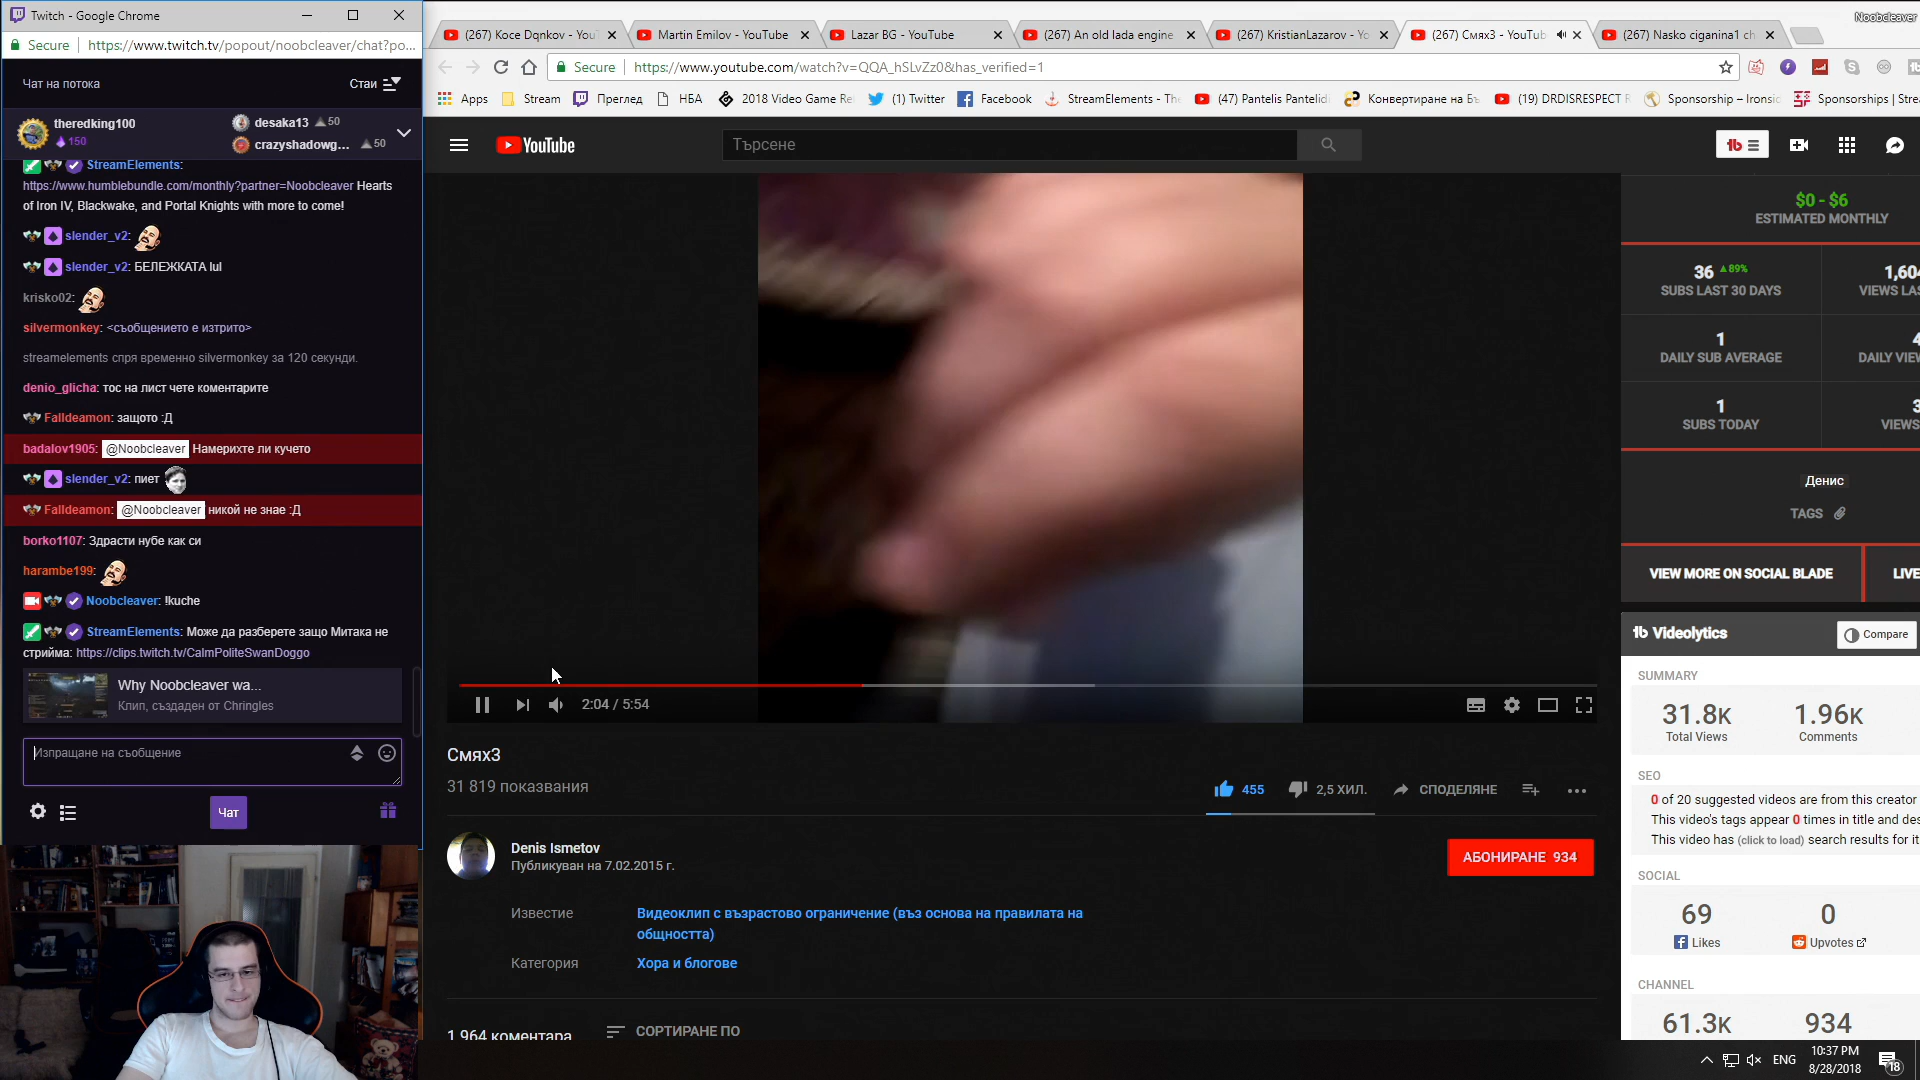 Twitch - Google Chrome
Secure https://www.twitch.tv/popout/noobcleaver/chat?po...
Чат на потока
Стаи
theredking100
150
desaka13 50
crazyshadowg... 50
StreamElements:
https://www.humblebundle.com/monthly?partner=Noobcleaver Hearts
of Iron IV, Blackwake, and Portal Knights with more to come!
slender_v2:
slender_v2: БЕЛЕЖКАТА lul
krisko02:
silvermonkey: <съобщението е изтрито>
streamelements спря временно silvermonkey за 120 секунди.
denio_glicha: тос на лист чете коментарите
Falldeamon: защото :Д
badalov1905: @Noobcleaver Намерихте ли кучето
slender_v2: пиет
Falldeamon: @Noobcleaver никой не знае :Д
borko1107: Здрасти нубе как си
harambe199:
Noobcleaver: !kuche
StreamElements: Може да разберете защо Митака не
стрийма: https://clips.twitch.tv/CalmPoliteSwanDoggo
Why Noobcleaver wa...
Клип, създаден от Chringles
Изпращане на съобщение
Чат
Noobcleaver
(267) Koce Dqnkov - YouT
Martin Emilov - YouTube
Lazar BG - YouTube
(267) An old lada engine
(267) KristianLazarov - Yo
(267) Смях3 - YouTub
(267) Nasko ciganina1 ch
Secure https://www.youtube.com/watch?v=QQA_hSLvZz0&has_verified=1
Apps
Stream
Преглед
НБА
2018 Video Game Re
(1) Twitter
Facebook
StreamElements - The
(47) Pantelis Pantelid
Конвертиране на Бъ
(19) DRDISRESPECT R
Sponsorship – Ironsic
Sponsorships | Strea
YouTube
Търсене
2:04 / 5:54
Смях3
31 819 показвания
455
2,5 ХИЛ.
СПОДЕЛЯНЕ
Denis Ismetov
Публикуван на 7.02.2015 г.
АБОНИРАНЕ 934
Известие
Видеоклип с възрастово ограничение (въз основа на правилата на
общността)
Категория
Хора и блогове
1 964 коментара
СОРТИРАНЕ ПО
$0 - $6
ESTIMATED MONTHLY
36 89%
SUBS LAST 30 DAYS
1,604
VIEWS LAS
1
DAILY SUB AVERAGE
DAILY VIEW
1
SUBS TODAY
VIEWS
Денис
TAGS
VIEW MORE ON SOCIAL BLADE
LIVE
Videolytics
Compare
SUMMARY
31.8K
Total Views
1.96K
Comments
SEO
0 of 20 suggested videos are from this creator
This video's tags appear 0 times in title and des
This video has (click to load) search results for it
SOCIAL
69
Likes
0
Upvotes
CHANNEL
61.3K
934
ENG
10:37 PM
8/28/2018
18